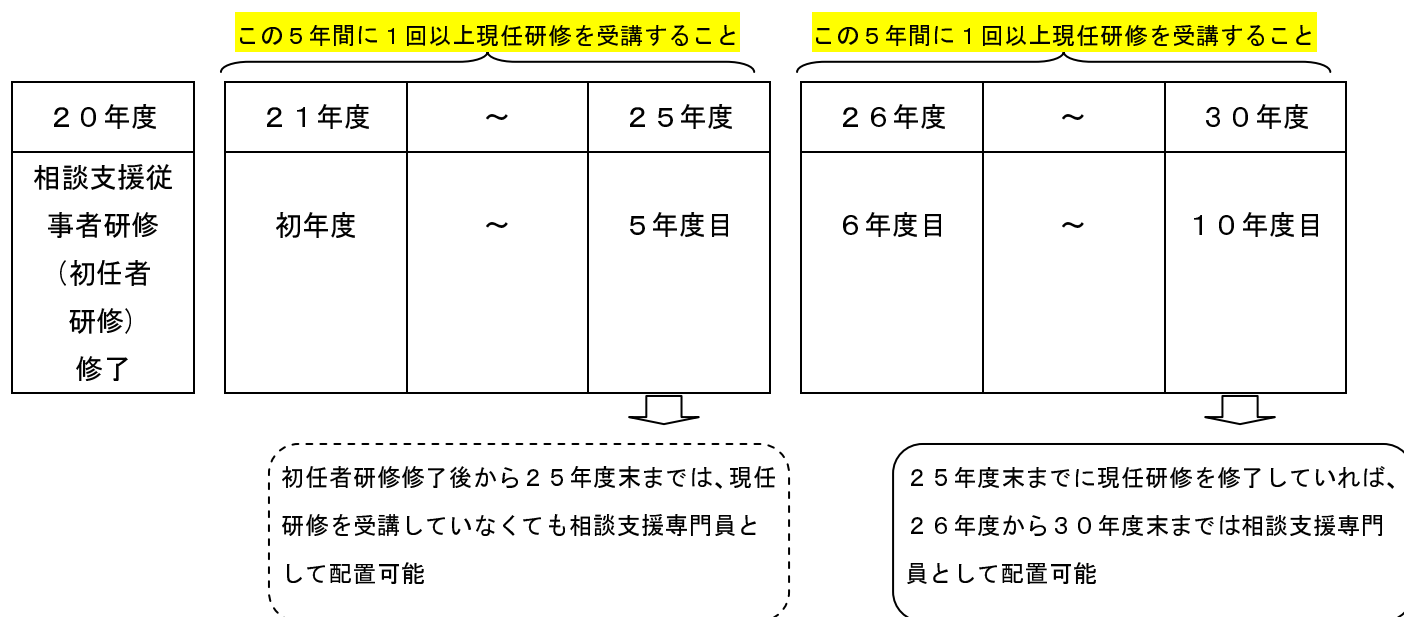 この５年間に１回以上現任研修を受講すること
この５年間に１回以上現任研修を受講すること
２０年度
２１年度
～
２５年度
２６年度
～
３０年度
相談支援従
事者研修
（初任者
研修）
修了
初年度
～
５年度目
６年度目
～
１０年度目
初任者研修修了後から２５年度末までは、現任
研修を受講していなくても相談支援専門員と
して配置可能
２５年度末までに現任研修を修了していれば、
２６年度から３０年度末までは相談支援専門
員として配置可能